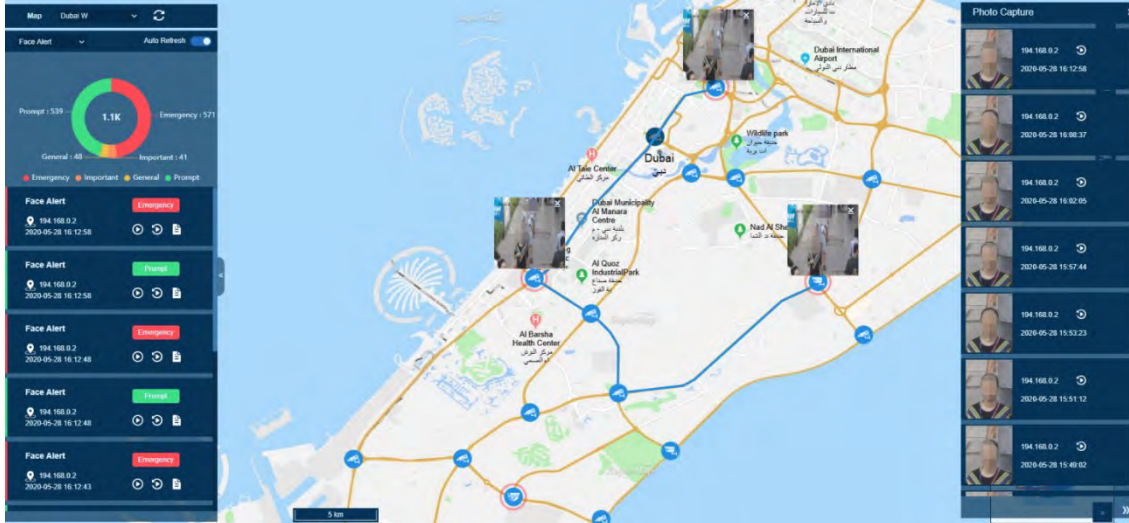 Map Dubai W
Face Alert Auto Refresh
Prompt : 539
1.1K
Emergency : 571
General : 48
Important : 41
Emergency Important General Prompt
Face Alert
Emergency
194.168.0.2
2020-05-28 16:12:58
Face Alert
Prompt
194.168.0.2
2020-05-28 16:12:58
Face Alert
Emergency
194.168.0.2
2020-05-28 16:12:48
Face Alert
Prompt
194.168.0.2
2020-05-28 16:12:48
Face Alert
Emergency
194.168.0.2
2020-05-28 16:12:43
Dubai International
Airport
مطار دبي الدولي
Wildlife park
Dubai
دبي
H
Al Taie Center
Dubai Municipality
Al Manara
Centre
Nad Al Sh
Al Quoz
IndustrialPark
H
Al Barsha
Health Center
5 km
Photo Capture
194.168.0.2
2020-05-28 16:12:58
194.168.0.2
2020-05-28 16:08:37
194.168.0.2
2020-05-28 16:02:05
194.168.0.2
2020-05-28 15:57:44
194.168.0.2
2020-05-28 15:53:23
194.168.0.2
2020-05-28 15:51:12
194.168.0.2
2020-05-28 15:49:02